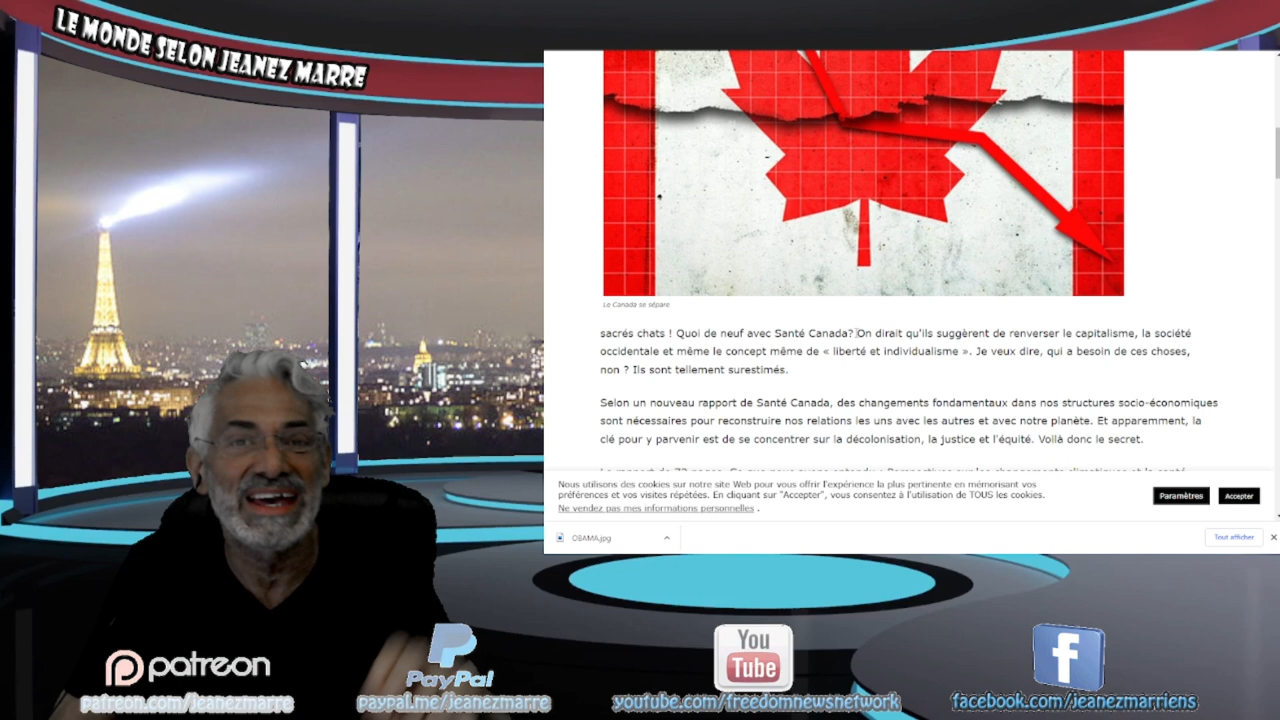 LE MONDE SELON JEANEZ MARRE
Le Canada se sépare
sacrés chats ! Quoi de neuf avec Santé Canada? On dirait qu'ils suggèrent de renverser le capitalisme, la société
occidentale et même le concept même de « liberté et individualisme ». Je veux dire, qui a besoin de ces choses,
non ? Ils sont tellement surestimés.
Selon un nouveau rapport de Santé Canada, des changements fondamentaux dans nos structures socio-économiques
sont nécessaires pour reconstruire nos relations les uns avec les autres et avec notre planète. Et apparemment, la
clé pour y parvenir est de se concentrer sur la décolonisation, la justice et l'équité. Voilà donc le secret.
Nous utilisons des cookies sur notre site Web pour vous offrir l'expérience la plus pertinente en mémorisant vos
préférences et vos visites répétées. En cliquant sur "Accepter", vous consentez à l'utilisation de TOUS les cookies.
Ne vendez pas mes informations personnelles .
Paramètres
Accepter
OBAMA.jpg
Tout afficher
patreon
PayPal
You
Tube
f
patreon.com/jeanezmarre
paypal.me/jeanezmarre
youtube.com/freedomnewsnetwork
facebook.com/jeanezmarriens